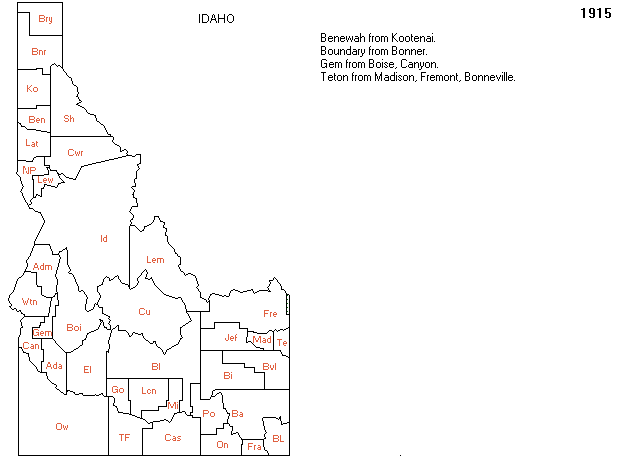 IDAHO
1915
Benewah from Kootenai.
Boundary from Bonner.
Gem from Boise, Canyon.
Teton from Madison, Fremont, Bonneville.
Bry
Bnr
Ko
Ben
Sh
Lat
Cwr
NP
Lew
Id
Lem
Adm
Wtn
Cu
Fre
Boi
Gem
Can
Jef
Mad
Te
Ada
El
Bl
Bi
Bvl
Go
Lcn
Mi
Po
Ba
Ow
TF
Cas
On
Fra
BL